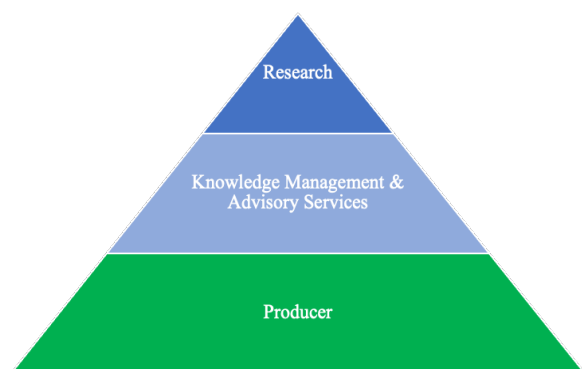 Research
Knowledge Management &
Advisory Services
Producer